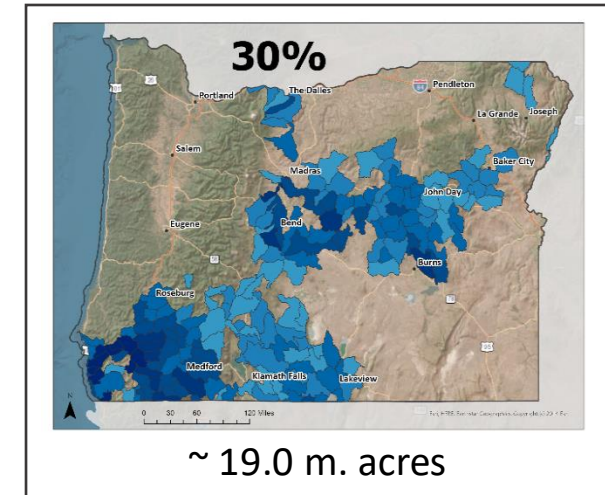 30%
The Dalles
Portland
Pendleton
La Grande
Joseph
Salem
Madras
Baker City
John Day
Eugene
Bend
Burns
Roseburg
Medford
Klamath Falls
Lakeview
N
0 30 60 120 Miles
~ 19.0 m. acres